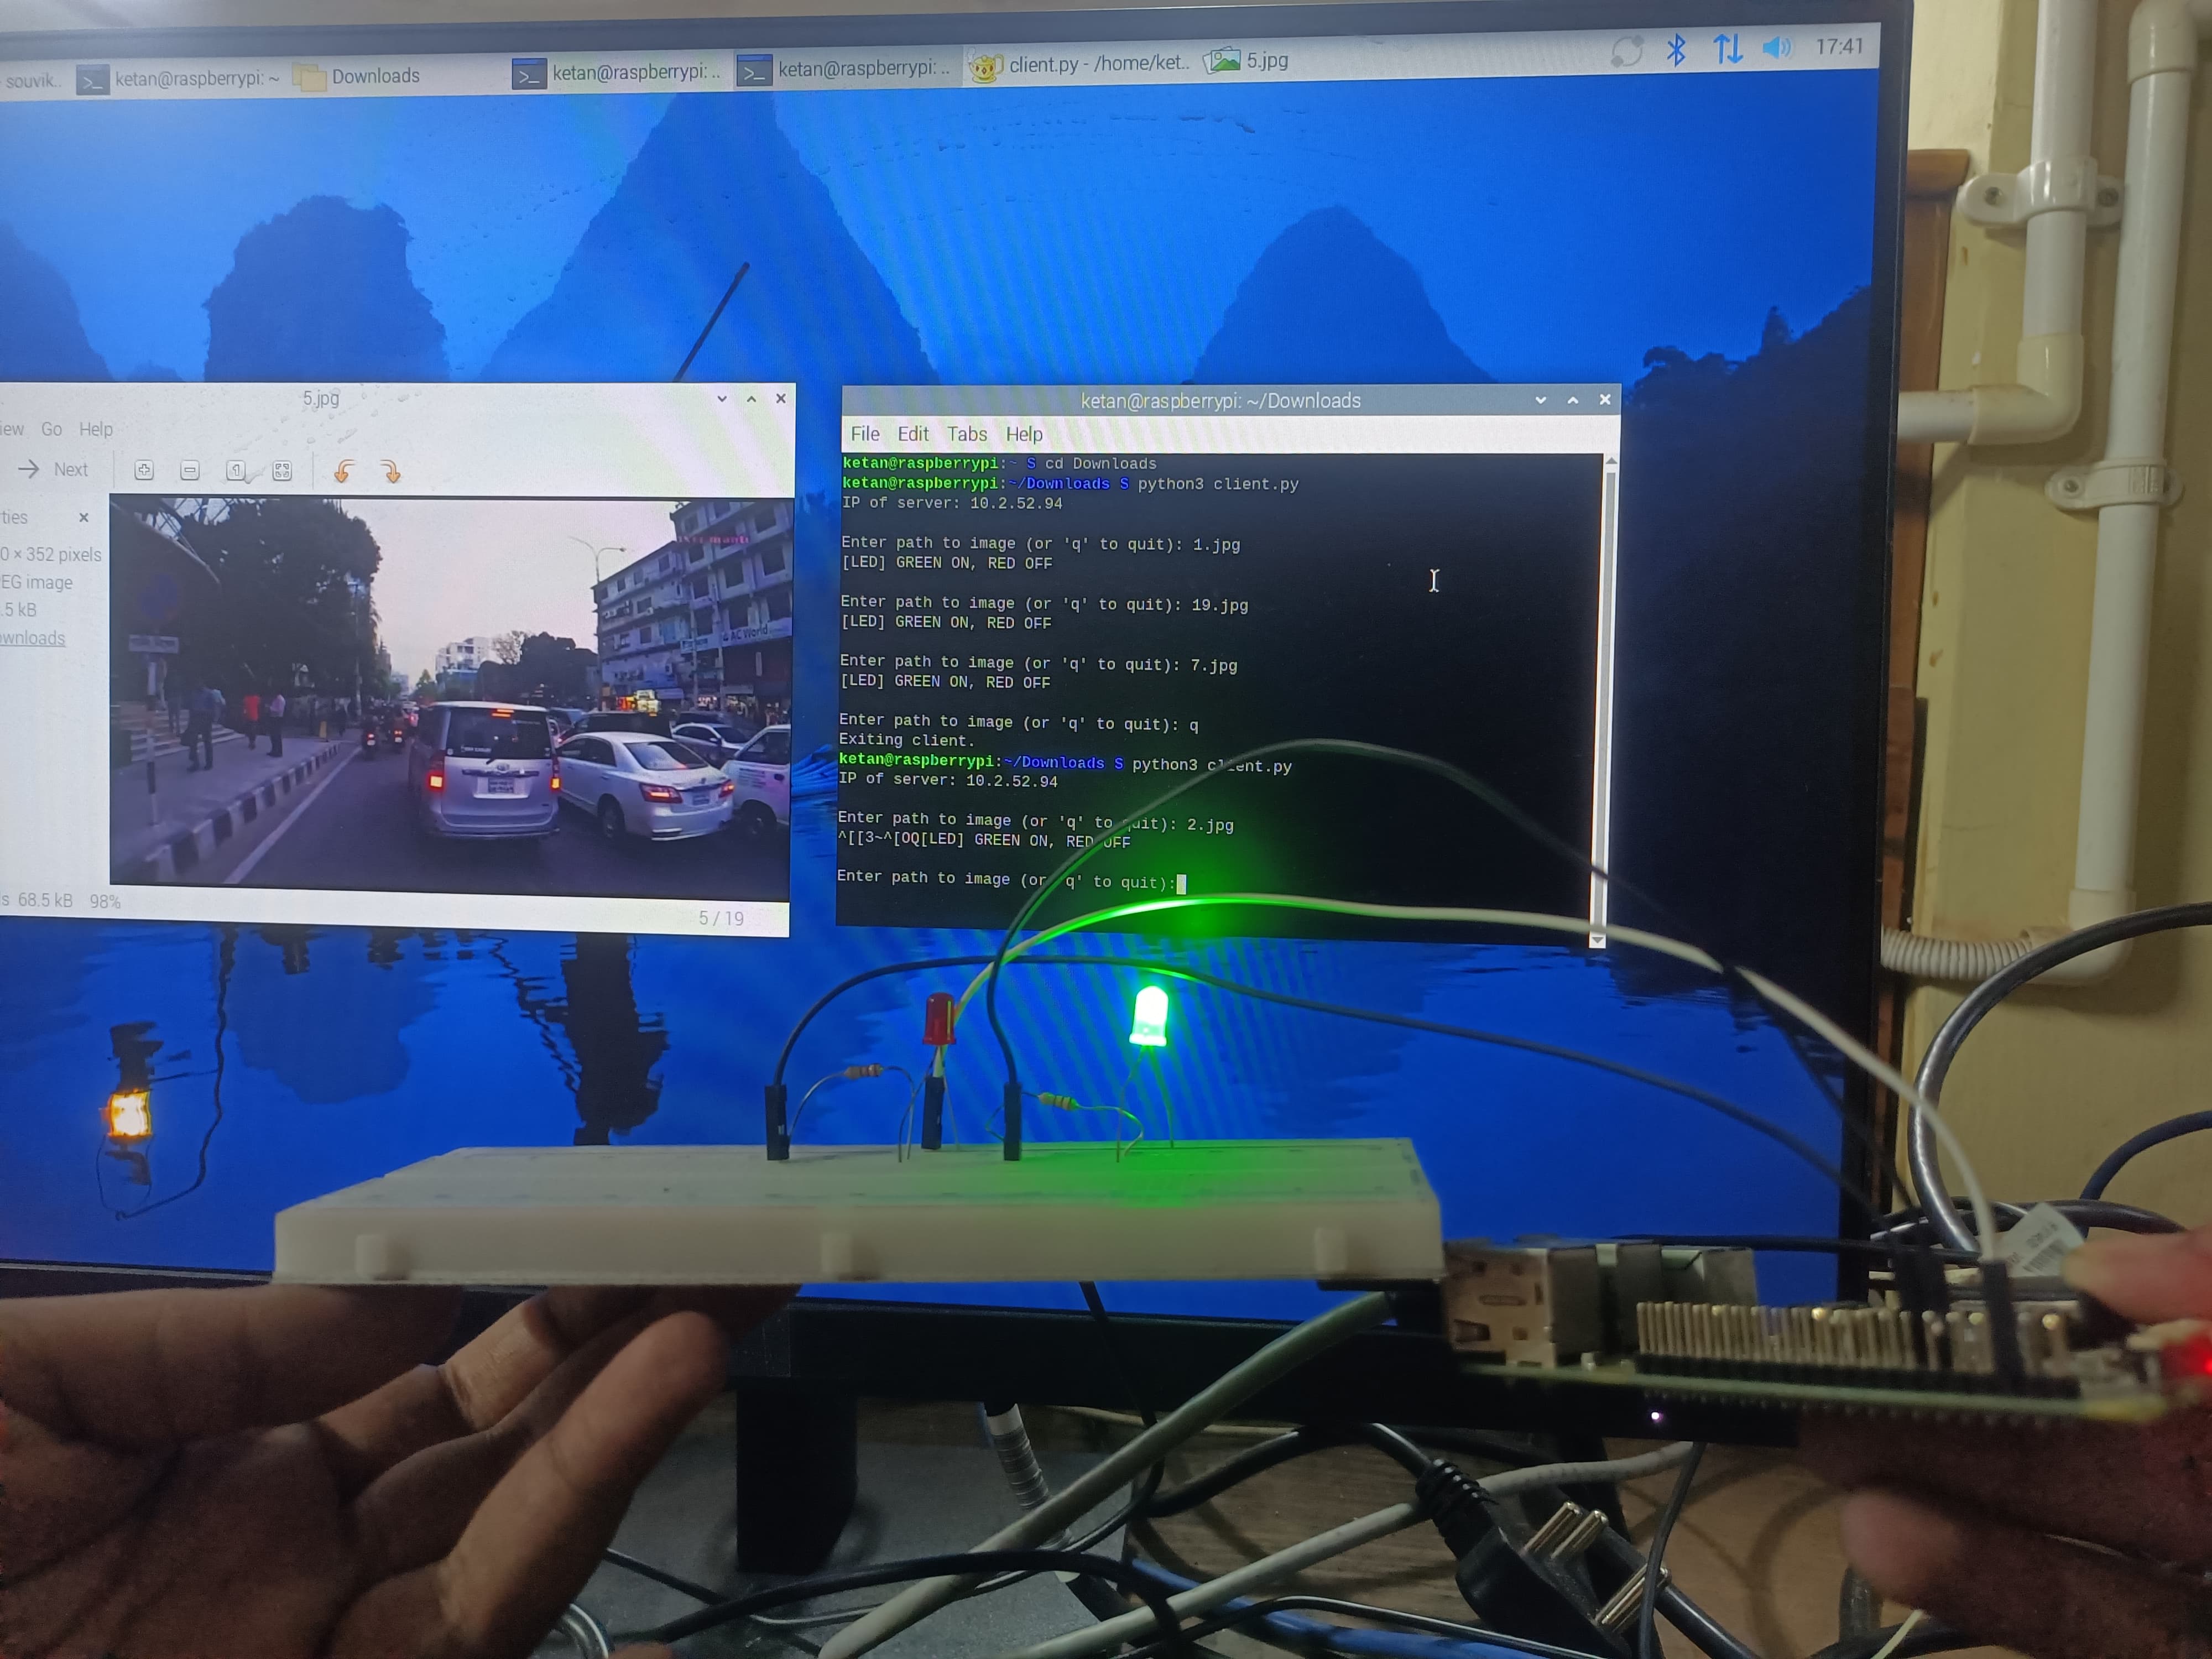 souvik..
ketan@raspberrypi: ~
Downloads
ketan@raspberrypi: ..
ketan@raspberrypi: ..
client.py - /home/ket..
5.jpg
17:41
5.jpg
iew Go Help
Next
ties
0 × 352 pixels
EG image
.5 kB
ownloads
AC World
s 68.5 kB 98%
5 / 19
ketan@raspberrypi: ~/Downloads
File Edit Tabs Help
ketan@raspberrypi:~ $ cd Downloads
ketan@raspberrypi:~/Downloads $ python3 client.py
IP of server: 10.2.52.94
Enter path to image (or 'q' to quit): 1.jpg
[LED] GREEN ON, RED OFF
Enter path to image (or 'q' to quit): 19.jpg
[LED] GREEN ON, RED OFF
Enter path to image (or 'q' to quit): 7.jpg
[LED] GREEN ON, RED OFF
Enter path to image (or 'q' to quit): q
Exiting client.
ketan@raspberrypi:~/Downloads $ python3 client.py
IP of server: 10.2.52.94
Enter path to image (or 'q' to quit): 2.jpg
^[[3~^[OQ[LED] GREEN ON, RED OFF
Enter path to image (or 'q' to quit):